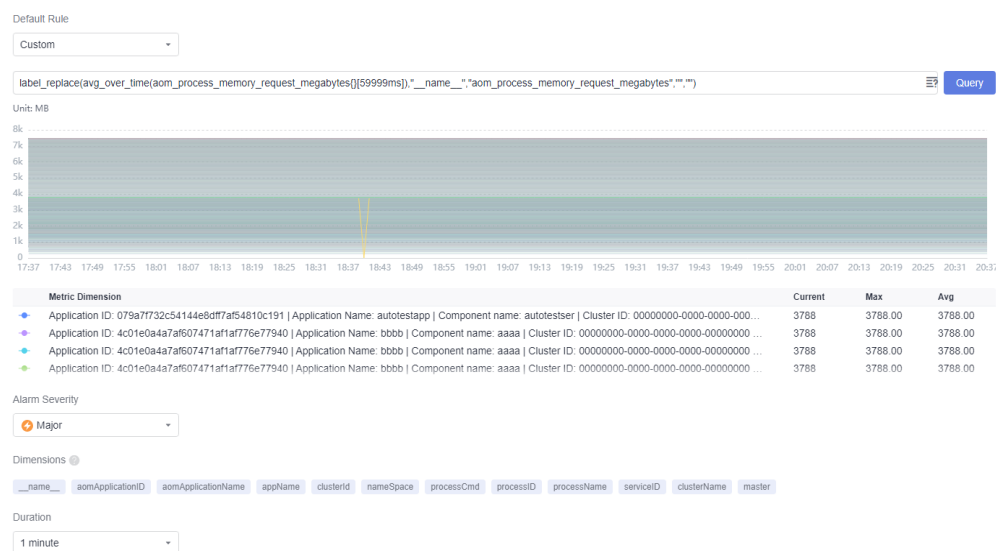 Default Rule
Custom
label_replace(avg_over_time(aom_process_memory_request_megabytes{}[59999ms]),"__name__","aom_process_memory_request_megabytes","","") Query
Unit: MB
8k
7k
6k
5k
4k
3k
2k
1k
0
17:37 17:43 17:49 17:55 18:01 18:07 18:13 18:19 18:25 18:31 18:37 18:43 18:49 18:55 19:01 19:07 19:13 19:19 19:25 19:31 19:37 19:43 19:49 19:55 20:01 20:07 20:13 20:19 20:25 20:31 20:37
Metric Dimension Current Max Avg
Application ID: 079a7f732c54144e8dff7af54810c191 | Application Name: autotestapp | Component name: autotestser | Cluster ID: 00000000-0000-0000-000... 3788 3788.00 3788.00
Application ID: 4c01e0a4a7af607471af1af776e77940 | Application Name: bbbb | Component name: aaaa | Cluster ID: 00000000-0000-0000-0000-00000000 ... 3788 3788.00 3788.00
Application ID: 4c01e0a4a7af607471af1af776e77940 | Application Name: bbbb | Component name: aaaa | Cluster ID: 00000000-0000-0000-0000-00000000 ... 3788 3788.00 3788.00
Application ID: 4c01e0a4a7af607471af1af776e77940 | Application Name: bbbb | Component name: aaaa | Cluster ID: 00000000-0000-0000-0000-00000000 ... 3788 3788.00 3788.00
Alarm Severity
Major
Dimensions
__name__ aomApplicationID aomApplicationName appName clusterId nameSpace processCmd processID processName serviceID clusterName master
Duration
1 minute